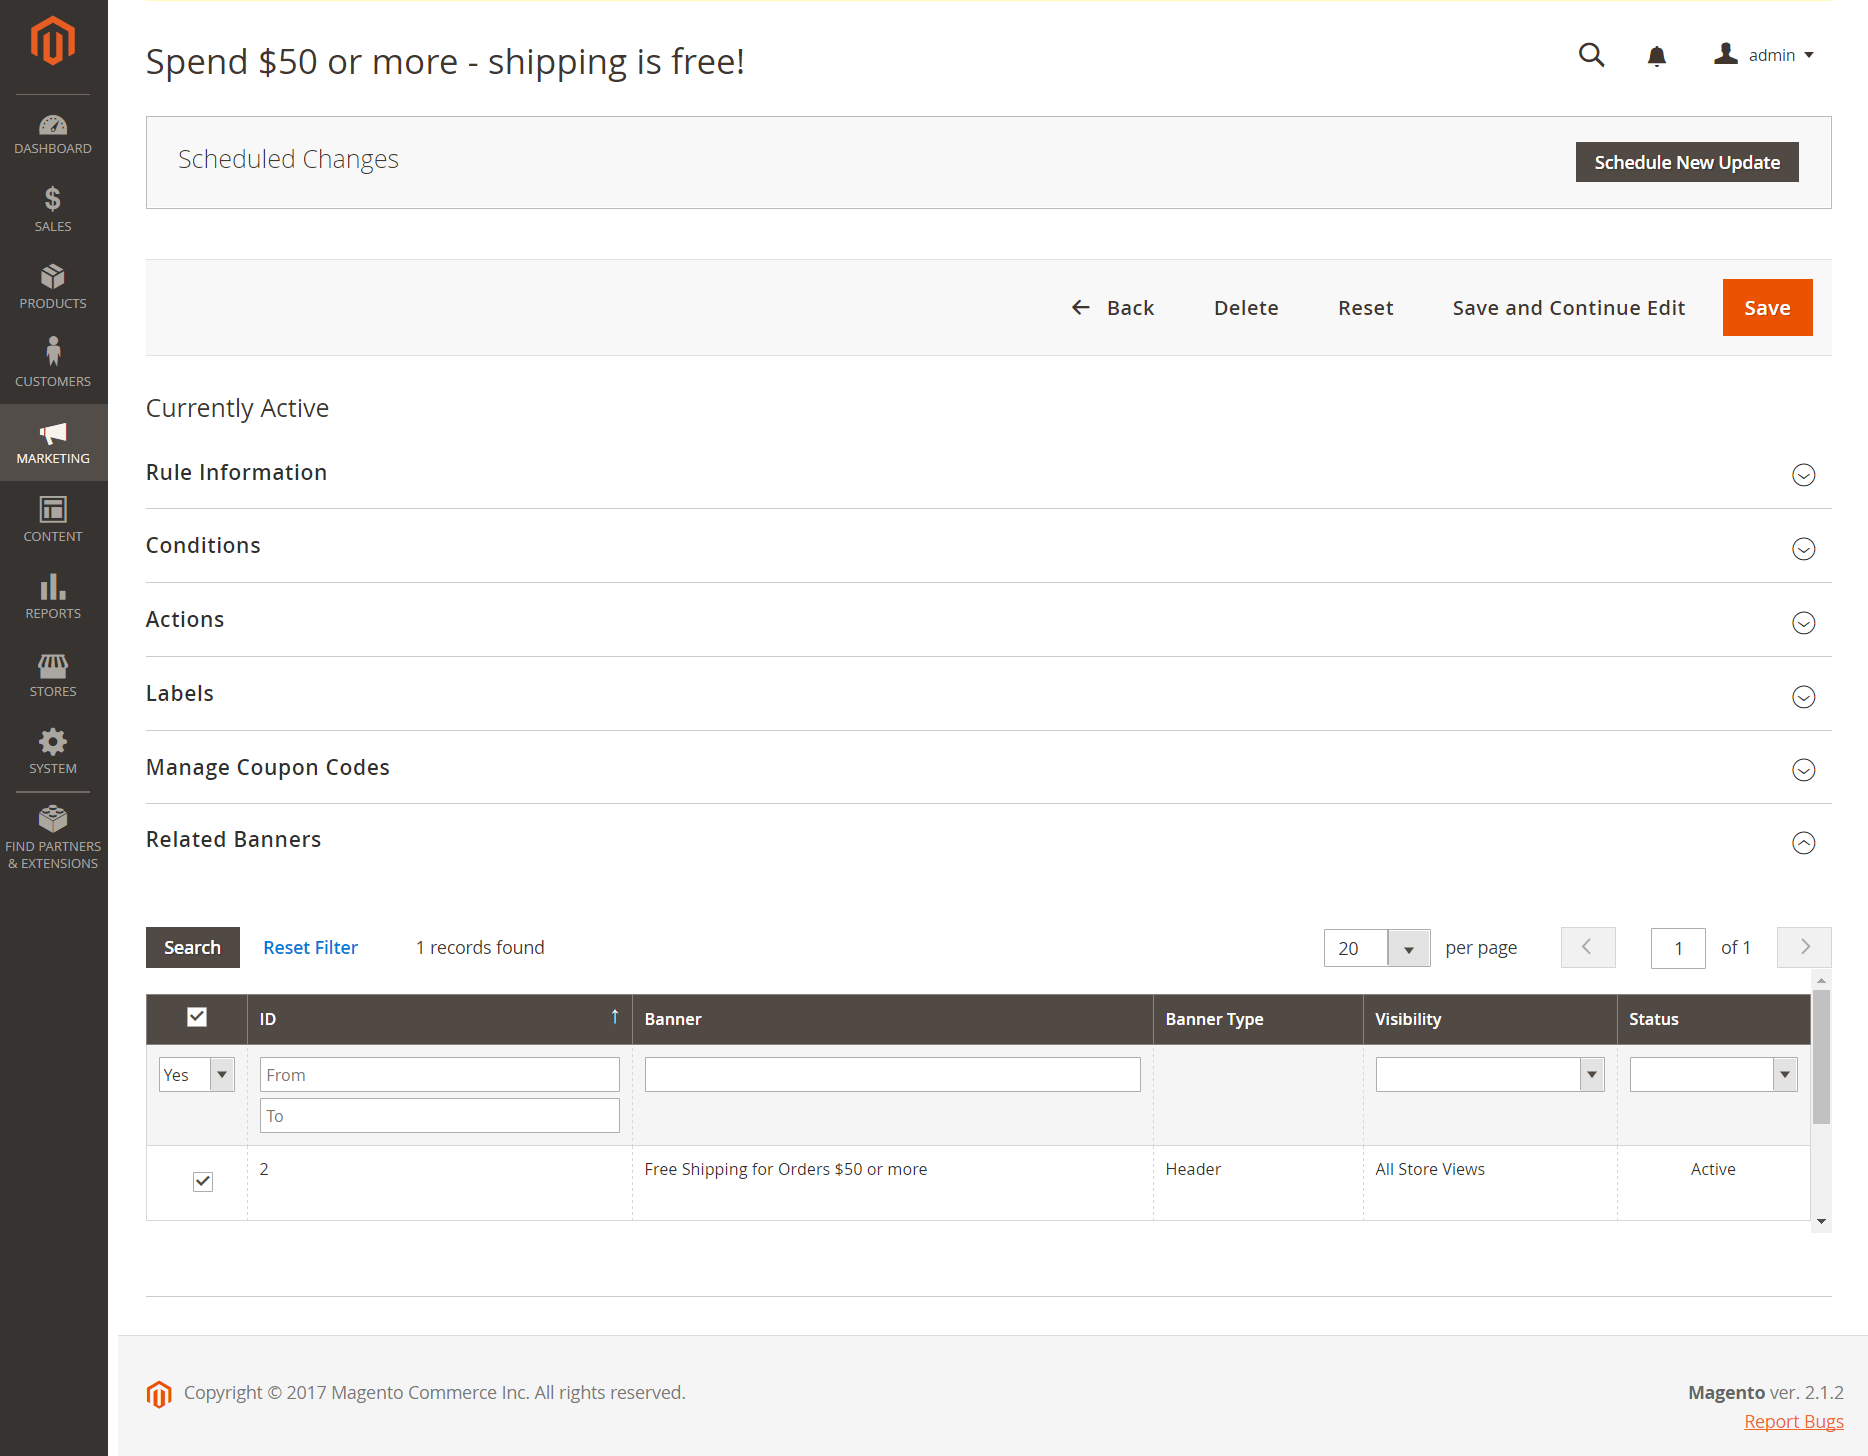 Spend $50 or more - shipping is free!
admin
DASHBOARD
SALES
PRODUCTS
CUSTOMERS
MARKETING
CONTENT
REPORTS
STORES
SYSTEM
FIND PARTNERS
& EXTENSIONS
Scheduled Changes
Schedule New Update
Back Delete Reset Save and Continue Edit Save
Currently Active
Rule Information
Conditions
Actions
Labels
Manage Coupon Codes
Related Banners
Search Reset Filter 1 records found 20 per page 1 of 1
ID Banner Banner Type Visibility Status
Yes From
To
2 Free Shipping for Orders $50 or more Header All Store Views Active
Copyright © 2017 Magento Commerce Inc. All rights reserved.
Magento ver. 2.1.2
Report Bugs